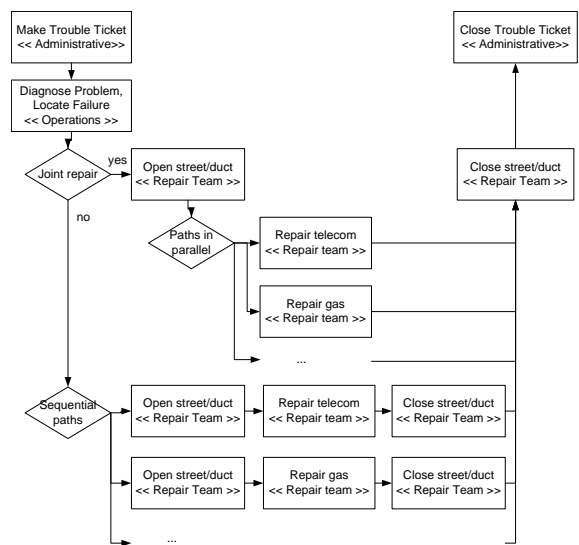 Make Trouble Ticket
<< Administrative>>
Close Trouble Ticket
<< Administrative>>
Diagnose Problem,
Locate Failure
<< Operations >>
Joint repair
yes
no
Open street/duct
<< Repair Team >>
Close street/duct
<< Repair Team >>
Paths in
parallel
Repair telecom
<< Repair team >>
Repair gas
<< Repair team >>
...
Sequential
paths
Open street/duct
<< Repair Team >>
Repair telecom
<< Repair team >>
Close street/duct
<< Repair Team >>
Open street/duct
<< Repair Team >>
Repair gas
<< Repair team >>
Close street/duct
<< Repair Team >>
...